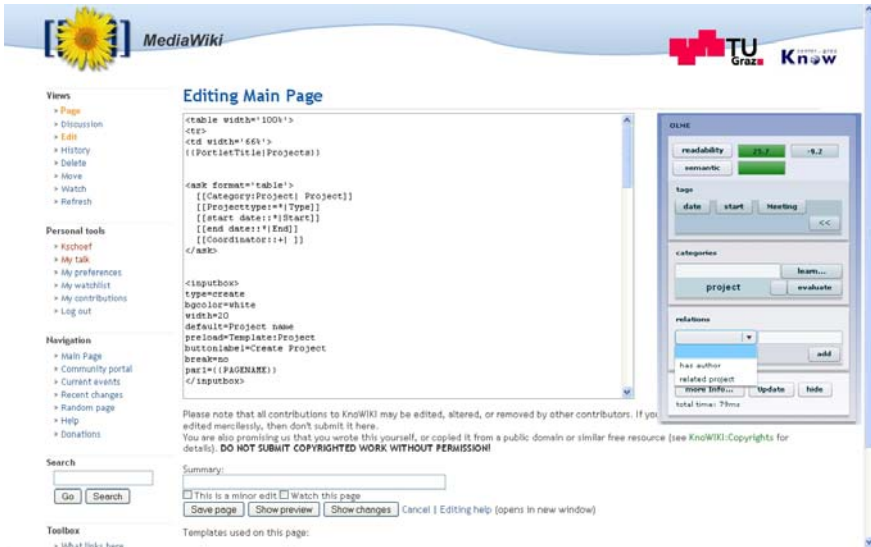 MediaWiki
TU
Graz
Know
Views
Page
Discussion
Edit
History
Delete
Move
Watch
Refresh
Personal tools
Kschoef
My talk
My preferences
My watchlist
My contributions
Log out
Navigation
Main Page
Community portal
Current events
Recent changes
Random page
Help
Donations
Search
Go Search
Toolbox
What links here
Editing Main Page
<table width='100%'>
<tr>
<td width='66%'>
{{PortletTitle|Projects}}
<ask format='table'>
[[Category:Project| Project]]
[[Projecttype:=*|Type]]
[[start date::*|Start]]
[[end date::*|End]]
[[Coordinator::+| ]]
</ask>
<inputbox>
type=create
bgcolor=white
width=20
default=Project name
preload=Template:Project
buttonlabel=Create Project
break=no
par1={{PAGENAME}}
</inputbox>
readability 25.7 -9.2
semantic
tags
date start Meeting
<<
categories
learn...
project evaluate
relations
add
has author
related project
more Info... Update hide
total time: 79ms
Please note that all contributions to KnoWIKI may be edited, altered, or removed by other contributors. If you
edited mercilessly, then don't submit it here.
You are also promising us that you wrote this yourself, or copied it from a public domain or similar free resource (see KnoWIKI:Copyrights for
details). DO NOT SUBMIT COPYRIGHTED WORK WITHOUT PERMISSION!
Summary:
This is a minor edit Watch this page
Save page Show preview Show changes Cancel | Editing help (opens in new window)
Templates used on this page: